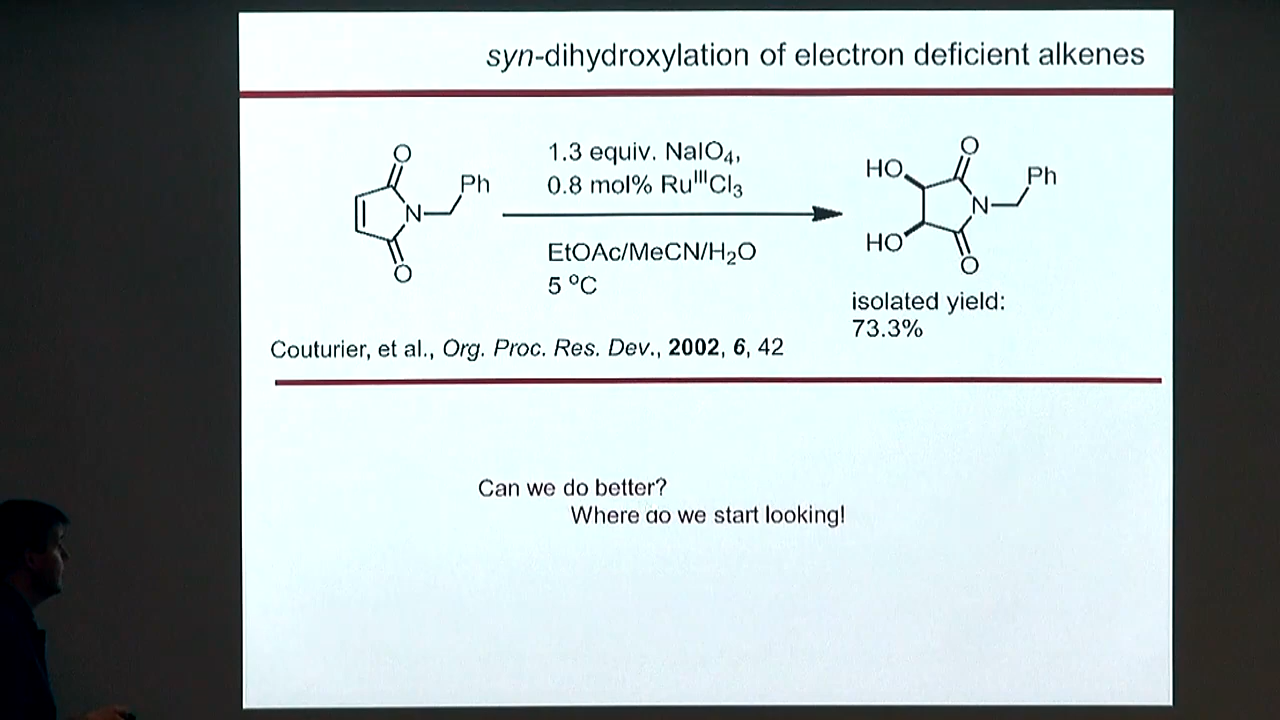 syn-dihydroxylation of electron deficient alkenes
O
Ph
N
O
1.3 equiv. NaIO₄,
0.8 mol% RuᴵᴵᴵCl₃
EtOAc/MeCN/H₂O
5 ºC
O
HO
Ph
N
HO
O
isolated yield:
73.3%
Couturier, et al., Org. Proc. Res. Dev., 2002, 6, 42
Can we do better?
Where do we start looking!